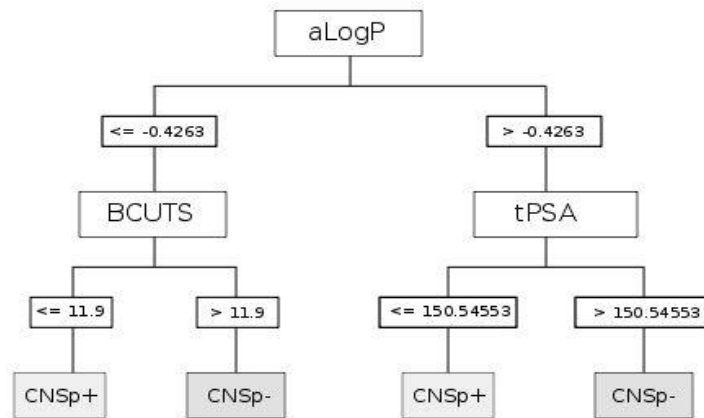 aLogP
<= -0.4263
> -0.4263
BCUTS
tPSA
<= 11.9
> 11.9
<= 150.54553
> 150.54553
CNSp+
CNSp-
CNSp+
CNSp-